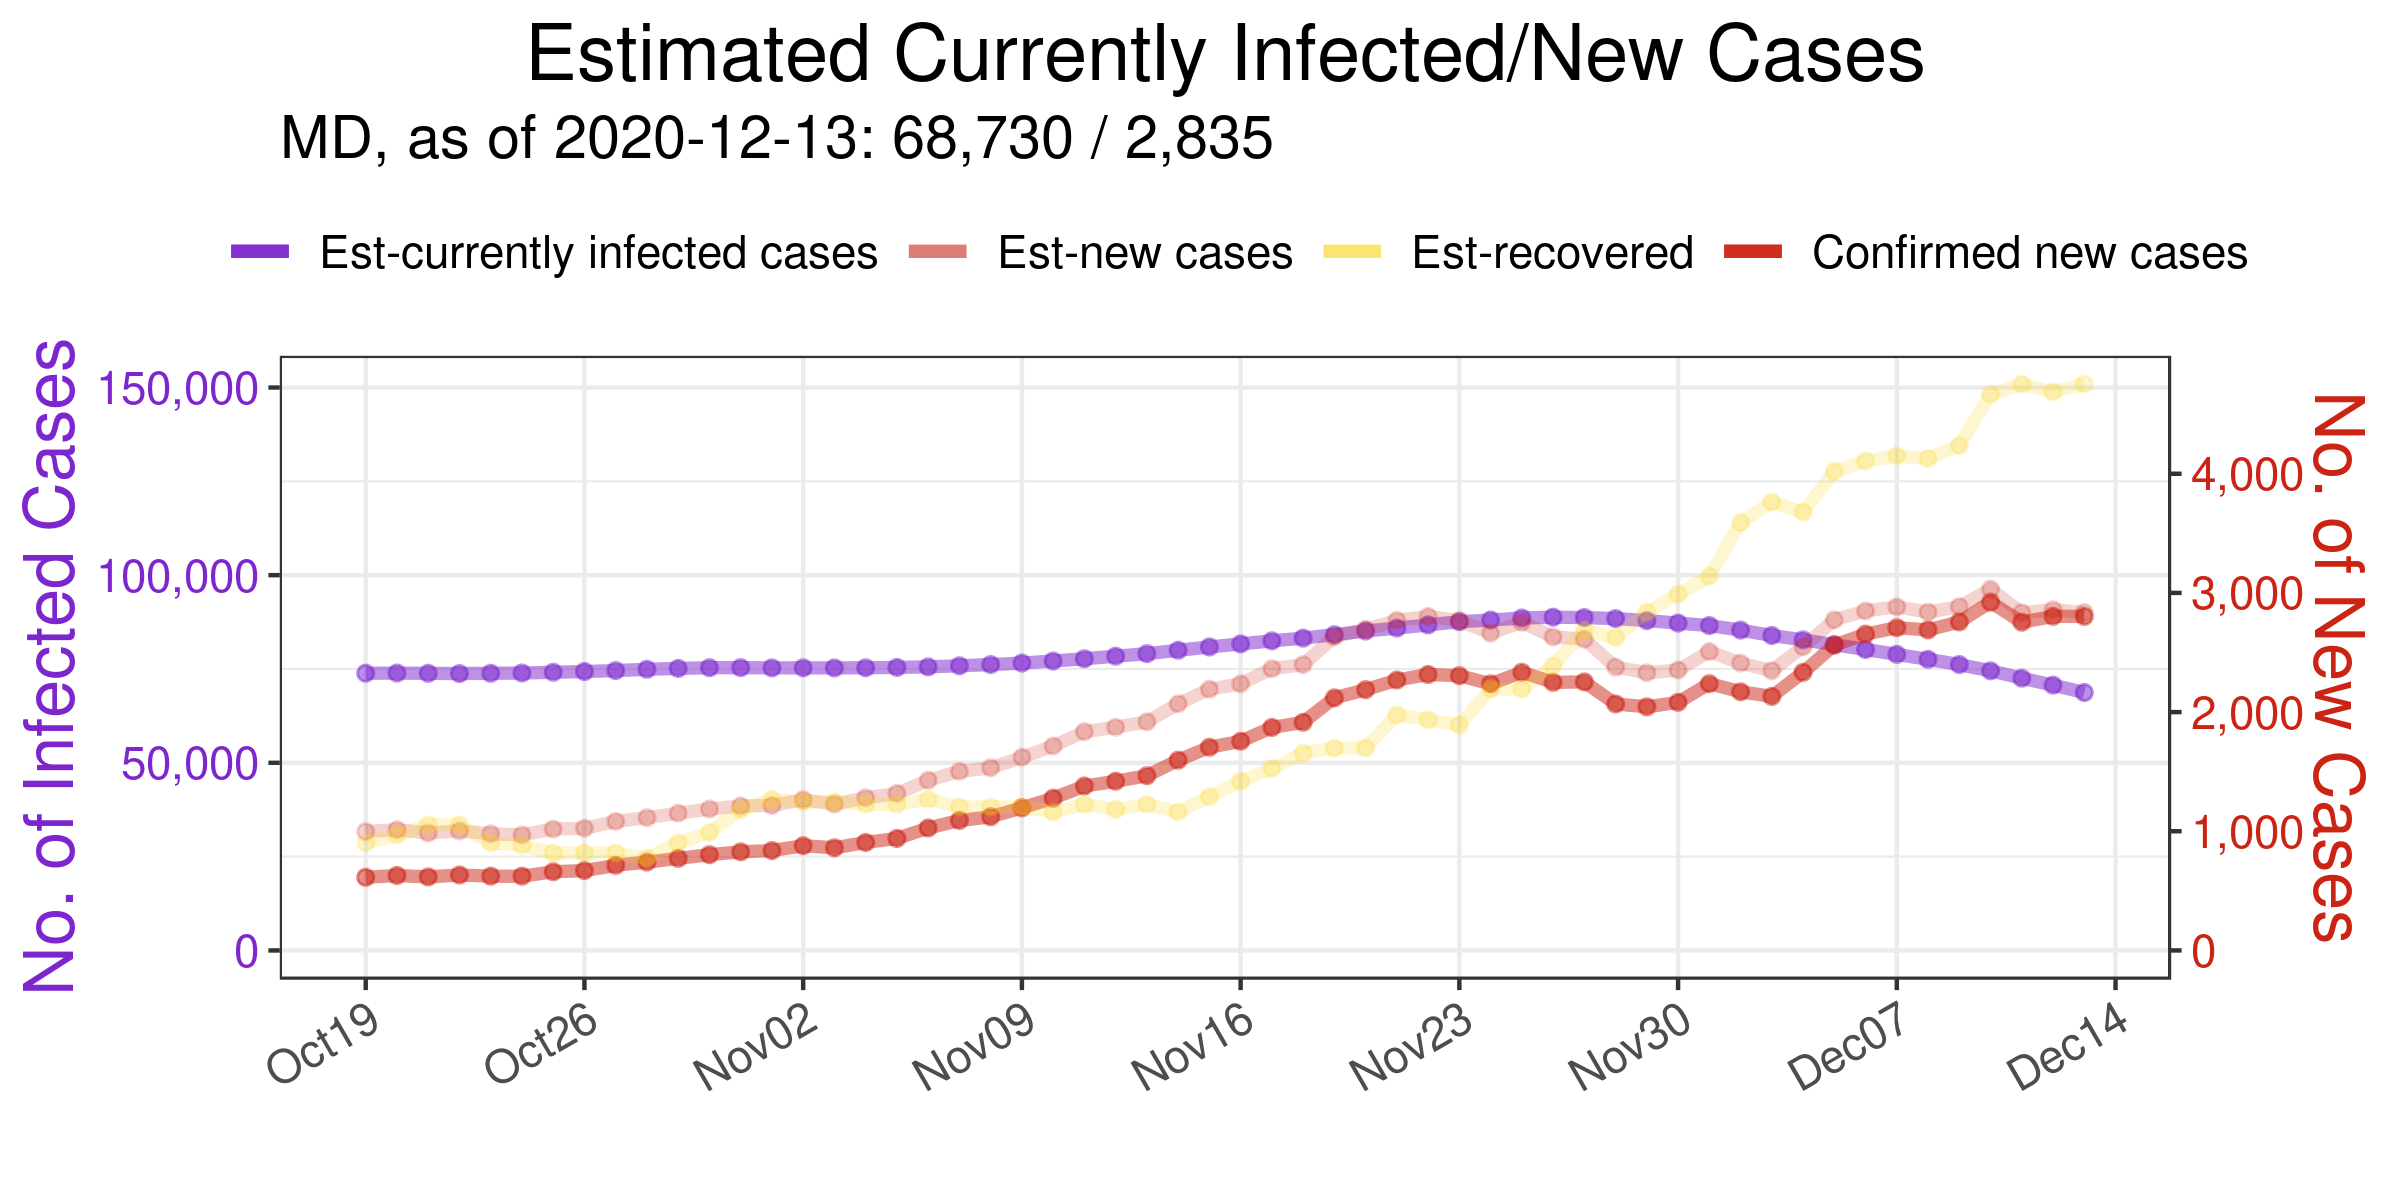 Estimated Currently Infected/New Cases
MD, as of 2020-12-13: 68,730 / 2,835
Est-currently infected cases Est-new cases Est-recovered Confirmed new cases
No. of Infected Cases
150,000
100,000
50,000
0
4,000
3,000
2,000
1,000
0
No. of New Cases
Oct19 Oct26 Nov02 Nov09 Nov16 Nov23 Nov30 Dec07 Dec14